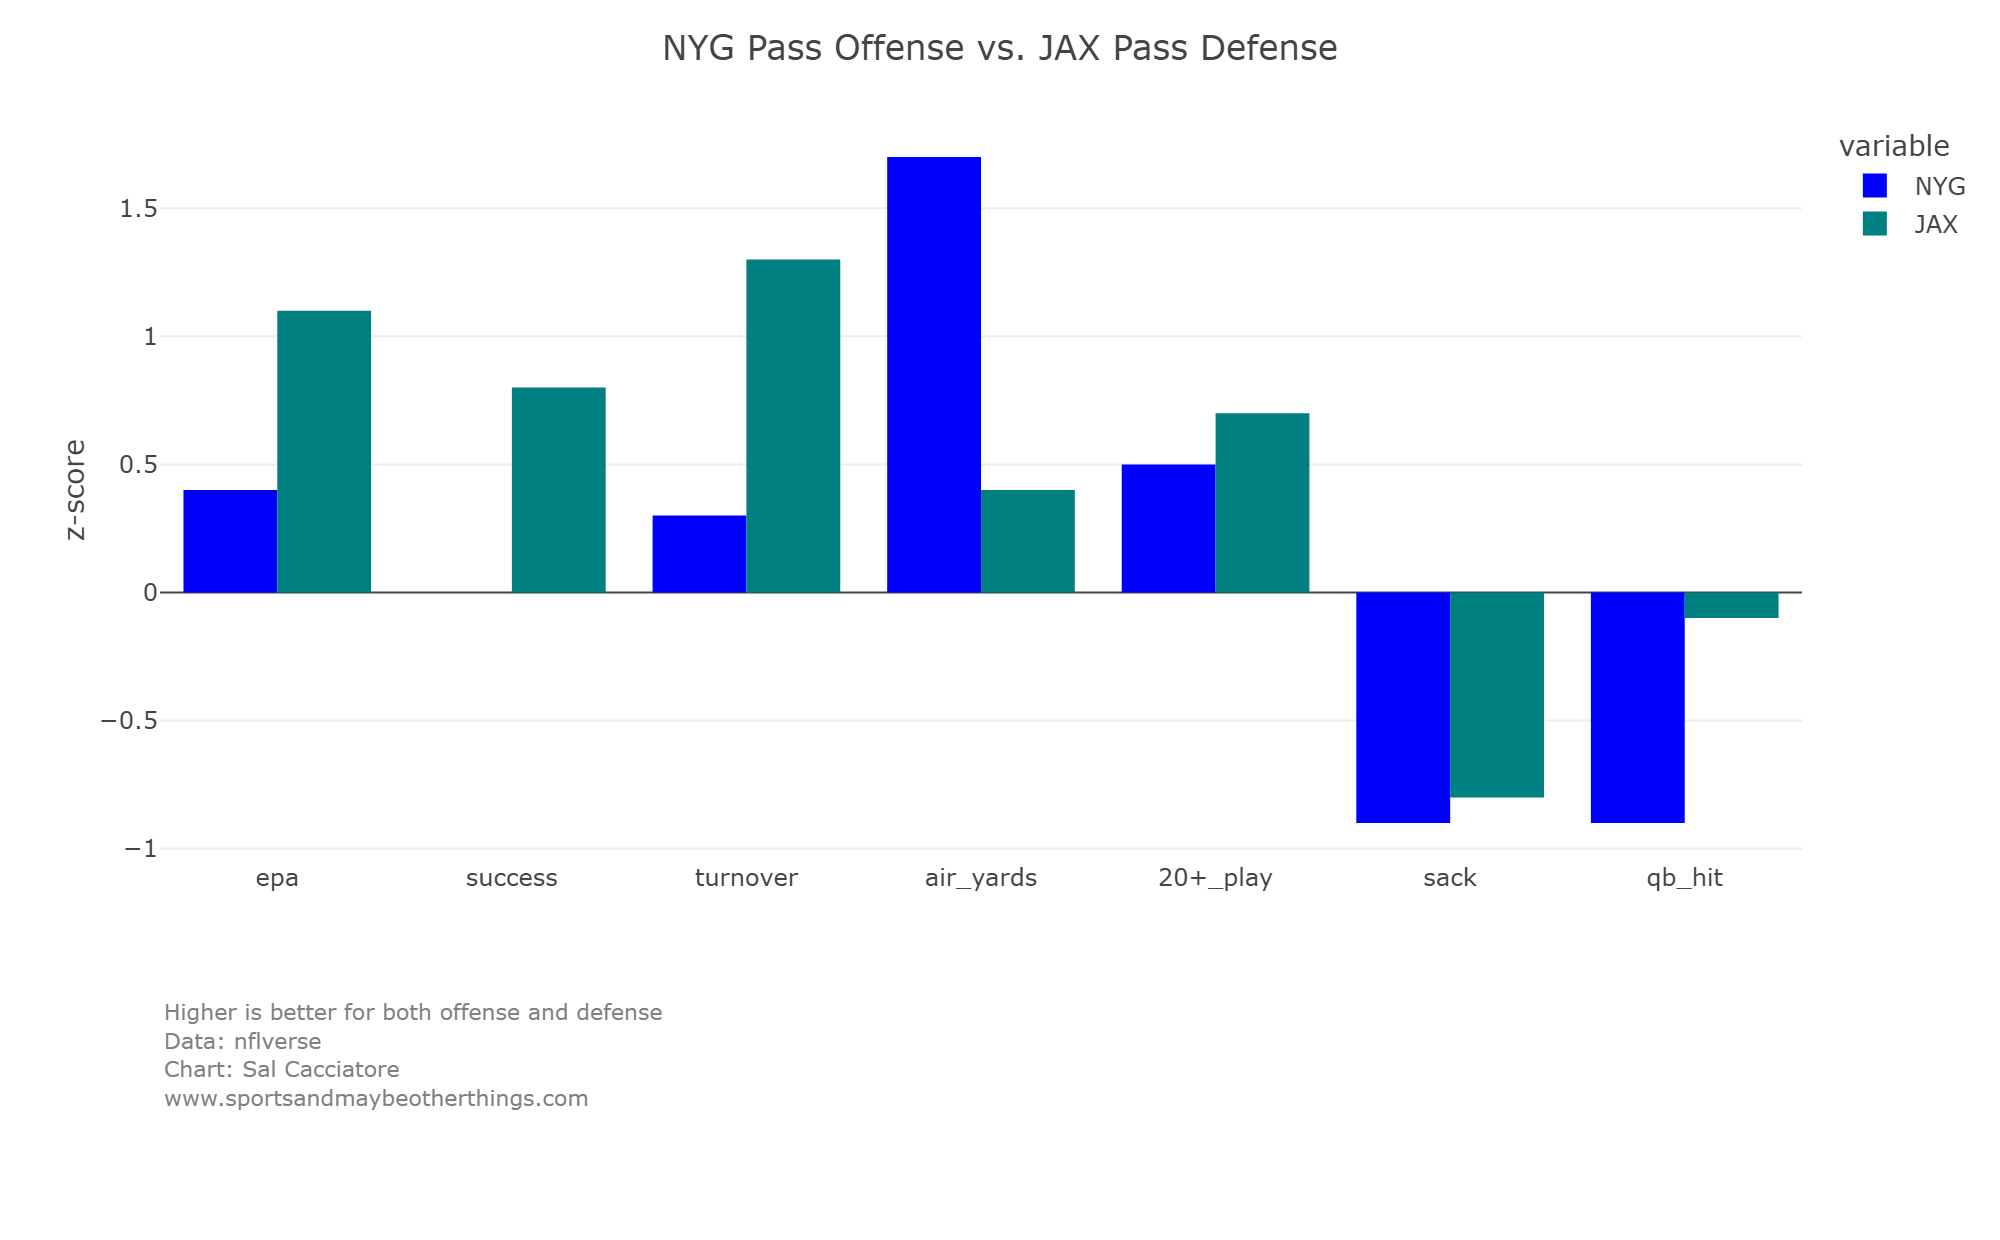 NYG Pass Offense vs. JAX Pass Defense
variable
NYG
JAX
z-score
1.5
1
0.5
0
−0.5
−1
epa success turnover air_yards 20+_play sack qb_hit
Higher is better for both offense and defense
Data: nflverse
Chart: Sal Cacciatore
www.sportsandmaybeotherthings.com